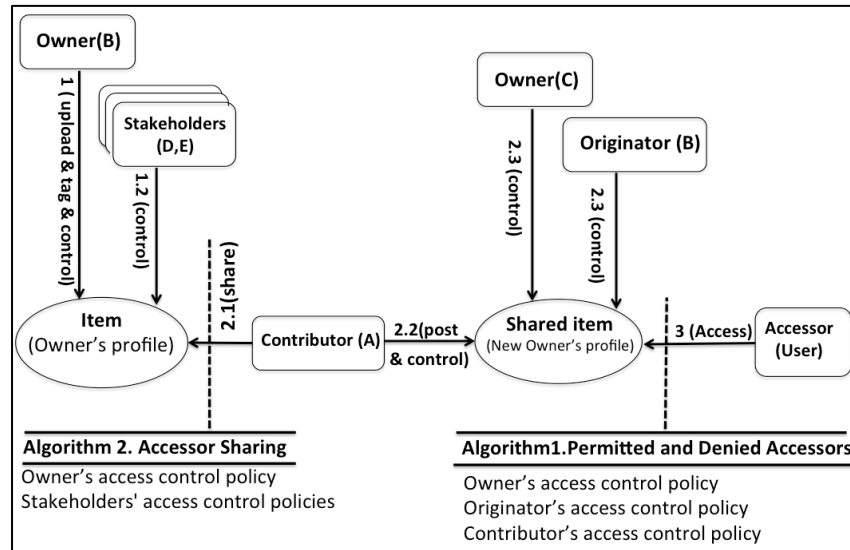 Owner(B)
1 ( upload & tag & control)
Stakeholders
(D,E)
1.2 (control)
2.1(share)
Item
(Owner's profile)
Contributor (A)
2.2(post
& control)
Owner(C)
2.3 (control)
Originator (B)
2.3 (control)
Shared item
(New Owner's profile)
3 (Access)
Accessor
(User)
Algorithm 2. Accessor Sharing
Owner's access control policy
Stakeholders' access control policies
Algorithm1.Permitted and Denied Accessors
Owner's access control policy
Originator's access control policy
Contributor's access control policy